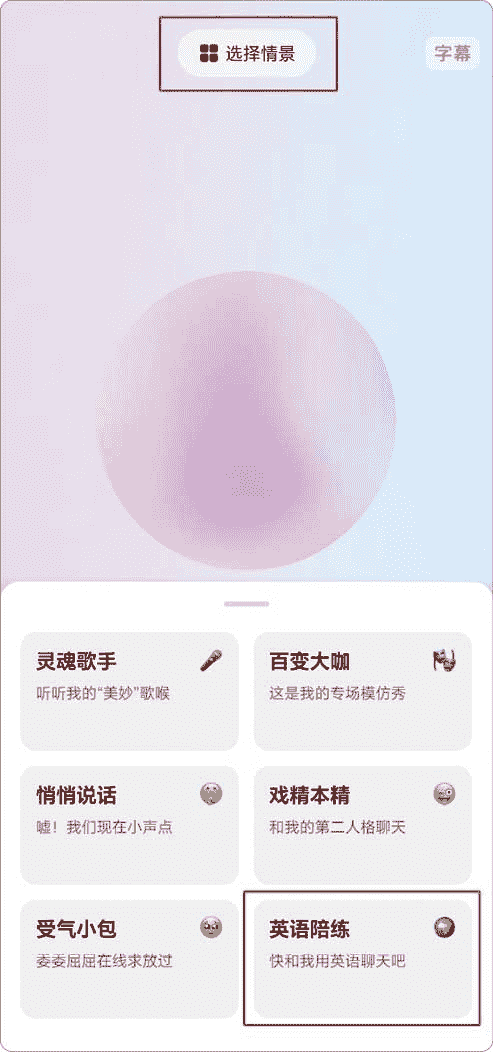 选择情景
字幕
灵魂歌手
听听我的“美妙”歌喉
百变大咖
这是我的专场模仿秀
悄悄说话
嘘！我们现在小声点
戏精本精
和我的第二人格聊天
受气小包
委委屈屈在线求放过
英语陪练
快和我用英语聊天吧